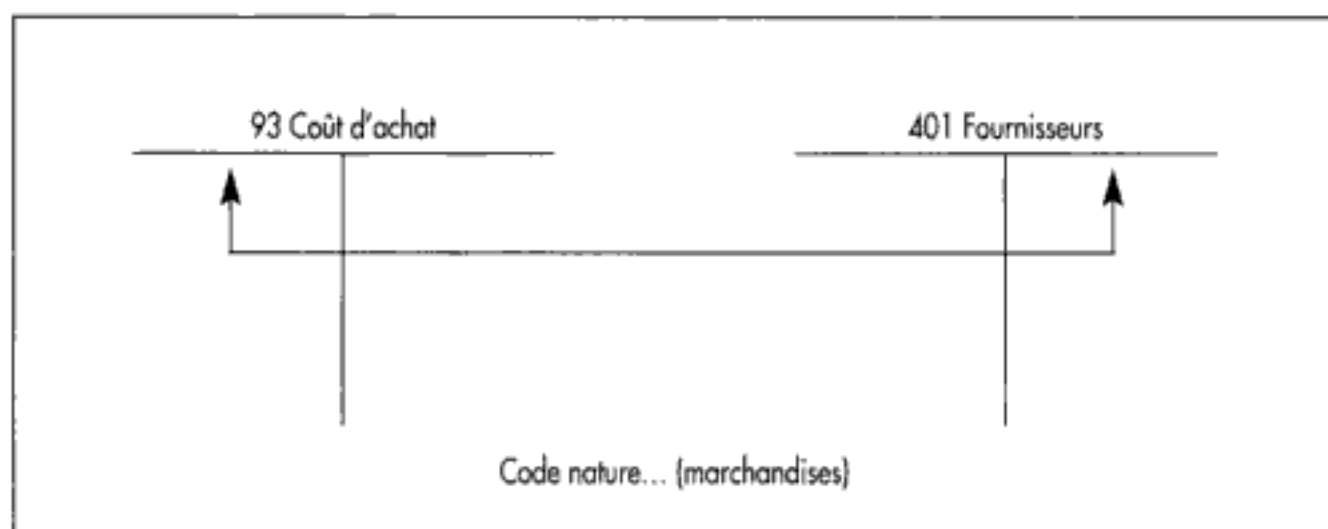 93 Coût d'achat
401 Fournisseurs
Code nature... (marchandises)